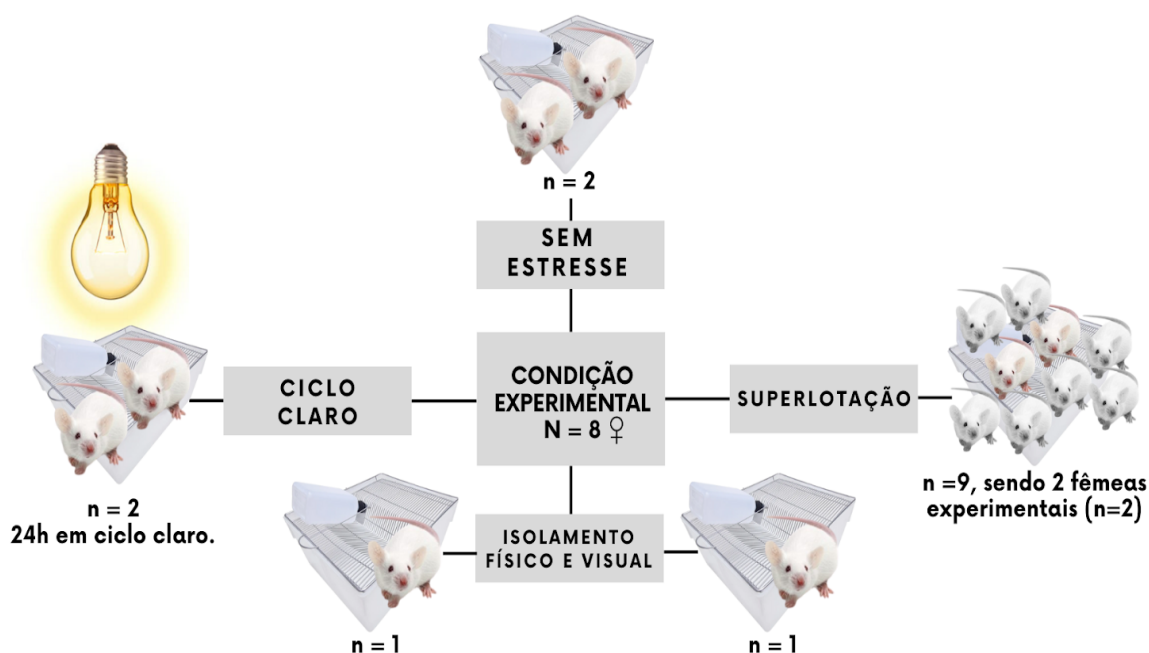 n = 2
SEM
ESTRESSE
CICLO
CLARO
CONDIÇÃO
EXPERIMENTAL
N = 8 ♀
SUPERLOTAÇÃO
n = 2
24h em ciclo claro.
n =9, sendo 2 fêmeas
experimentais (n=2)
ISOLAMENTO
FÍSICO E VISUAL
n = 1
n = 1